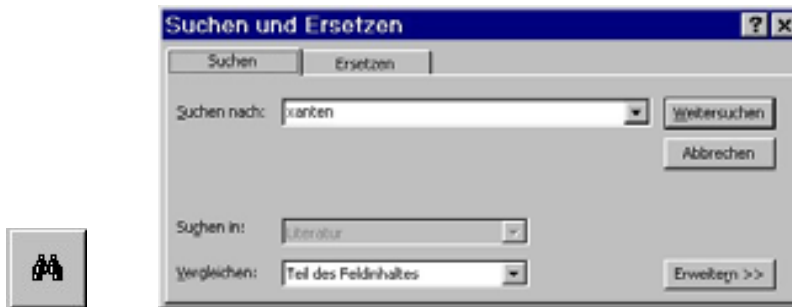 Suchen und Ersetzen
Suchen Ersetzen
Suchen nach: xanten Weitersuchen
Abbrechen
Suchen in: Literatur
Vergleichen: Teil des Feldinhaltes Erweitern >>